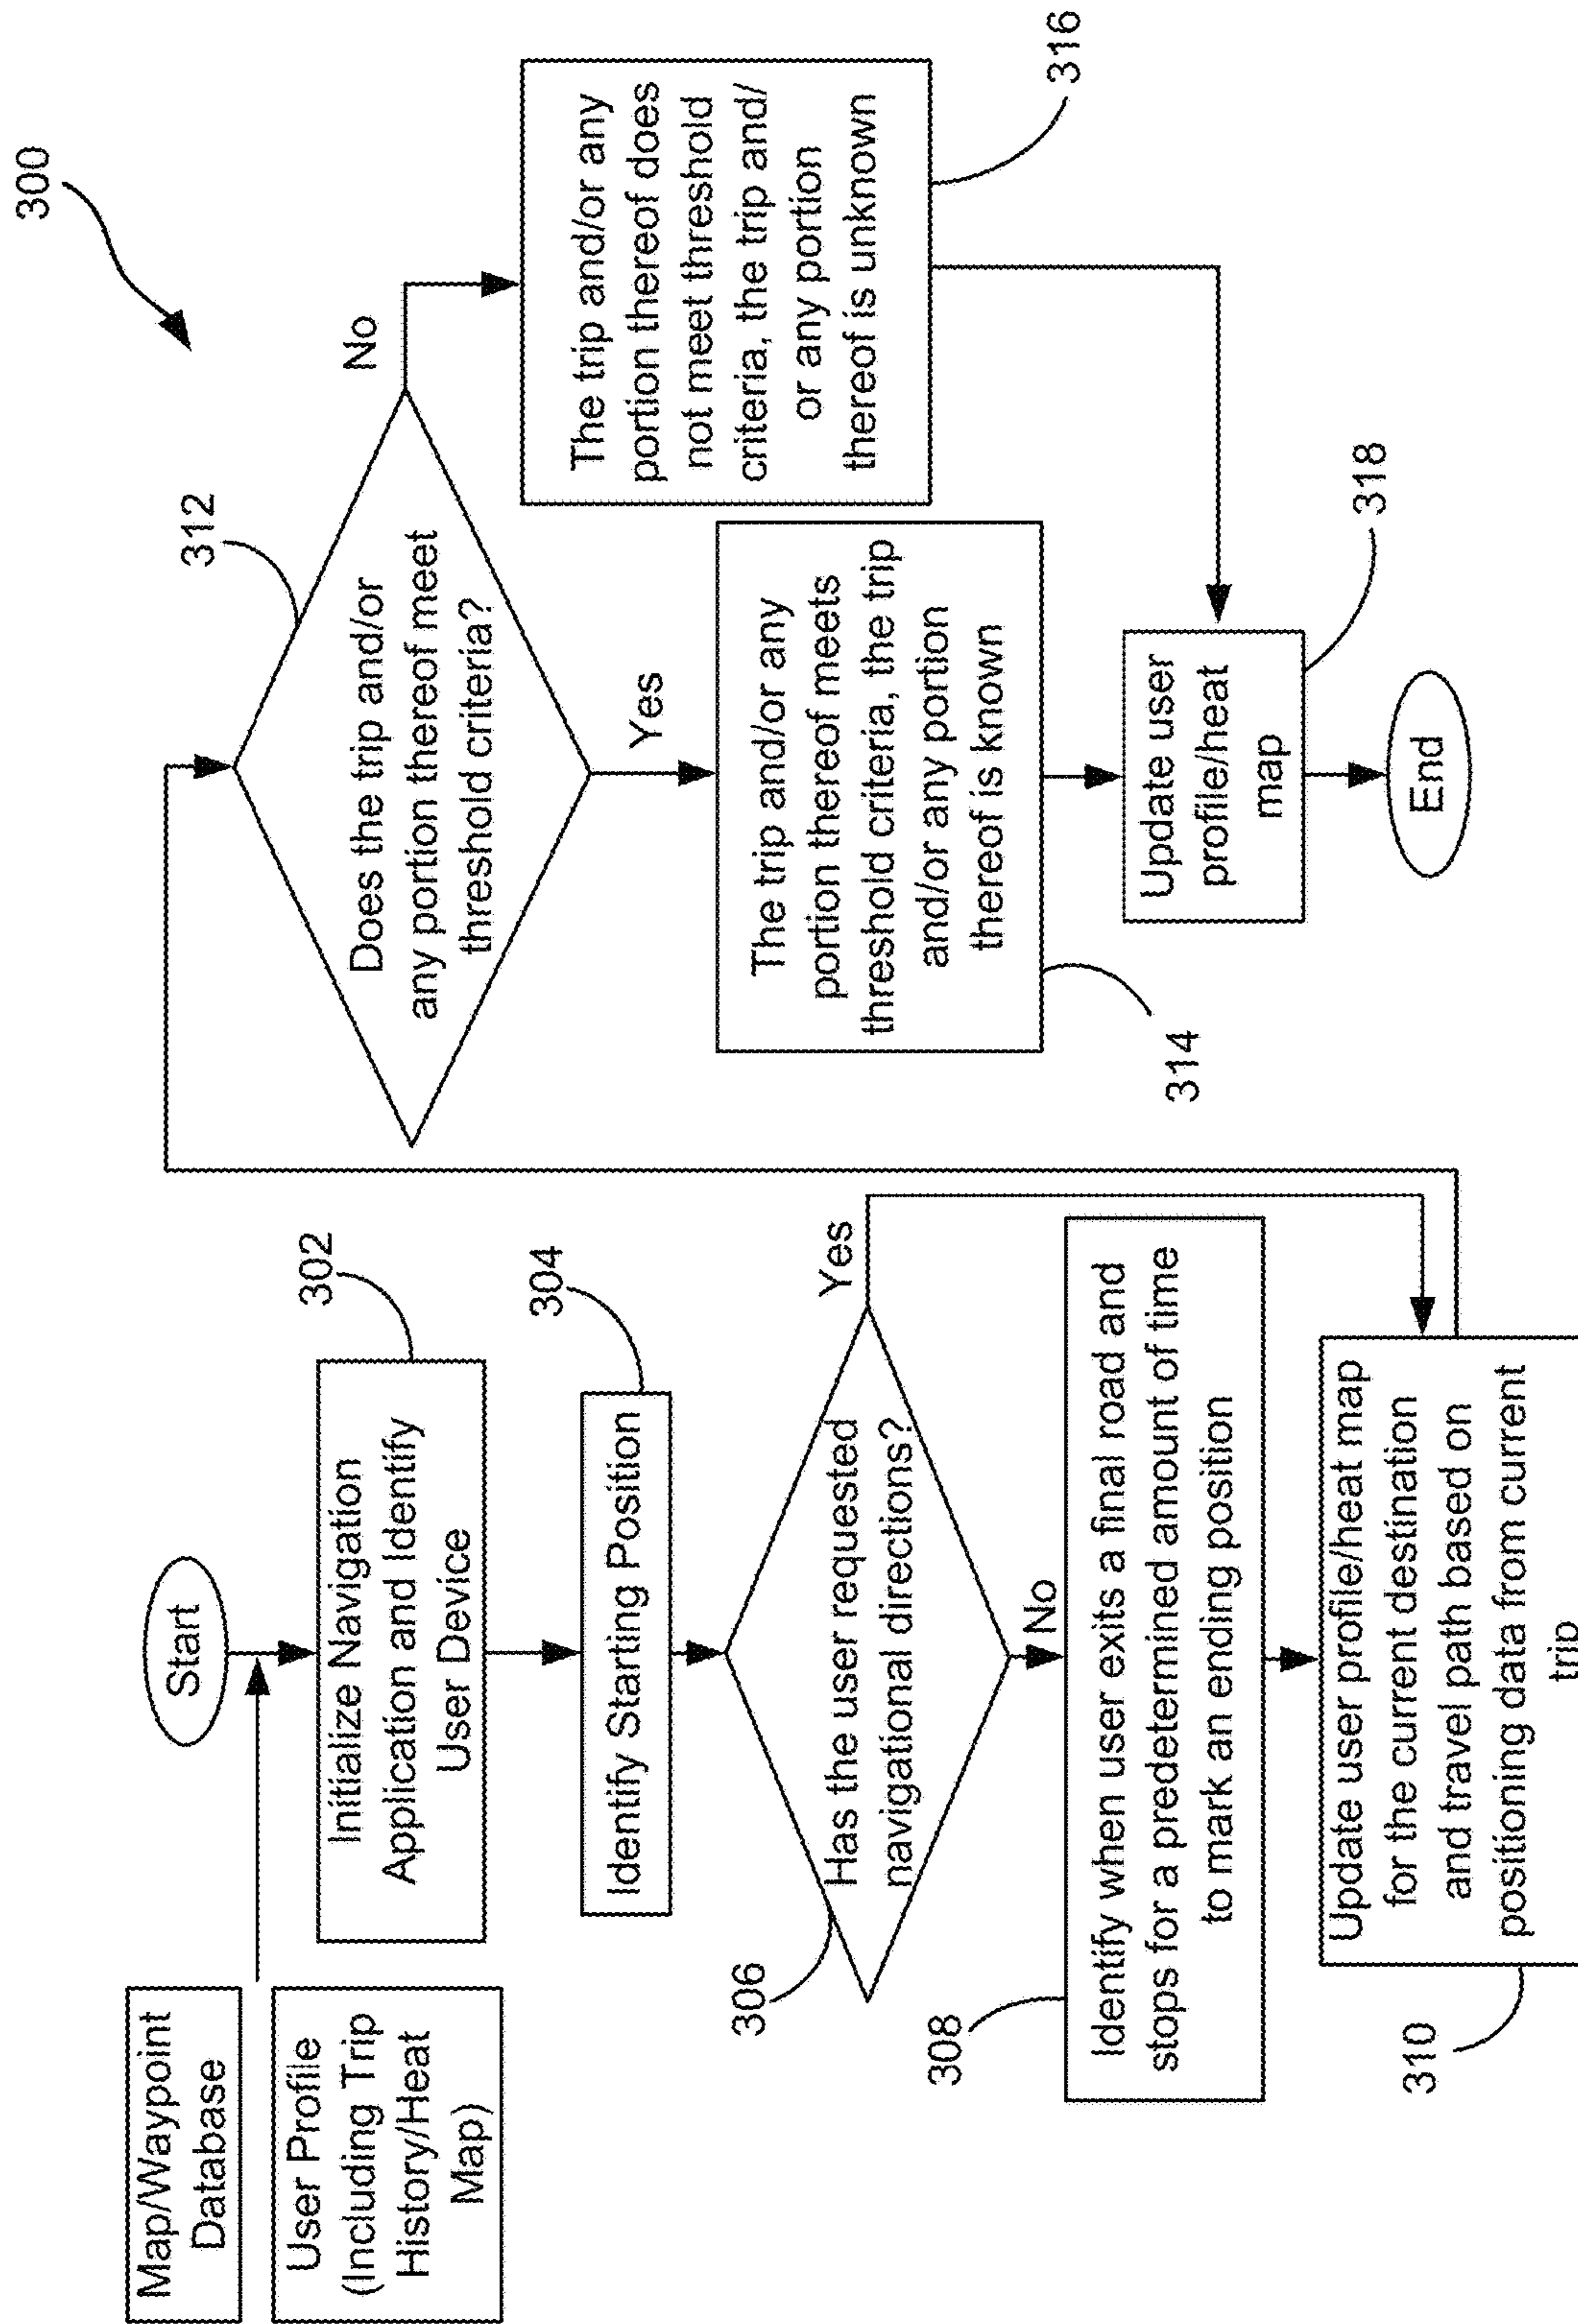 300
Map/Waypoint
Database
User Profile
(Including Trip
History/Heat
Map)
Start
302
Initialize Navigation
Application and Identify
User Device
304
Identify Starting Position
306
Has the user requested
navigational directions?
Yes
No
308
Identify when user exits a final road and
stops for a predetermined amount of time
to mark an ending position
310
Update user profile/heat map
for the current destination
and travel path based on
positioning data from current
trip
312
Does the trip and/or
any portion thereof meet
threshold criteria?
No
Yes
314
The trip and/or any
portion thereof meets
threshold criteria, the trip
and/or any portion
thereof is known
316
The trip and/or any
portion thereof does
not meet threshold
criteria, the trip and/
or any portion
thereof is unknown
318
Update user
profile/heat
map
End